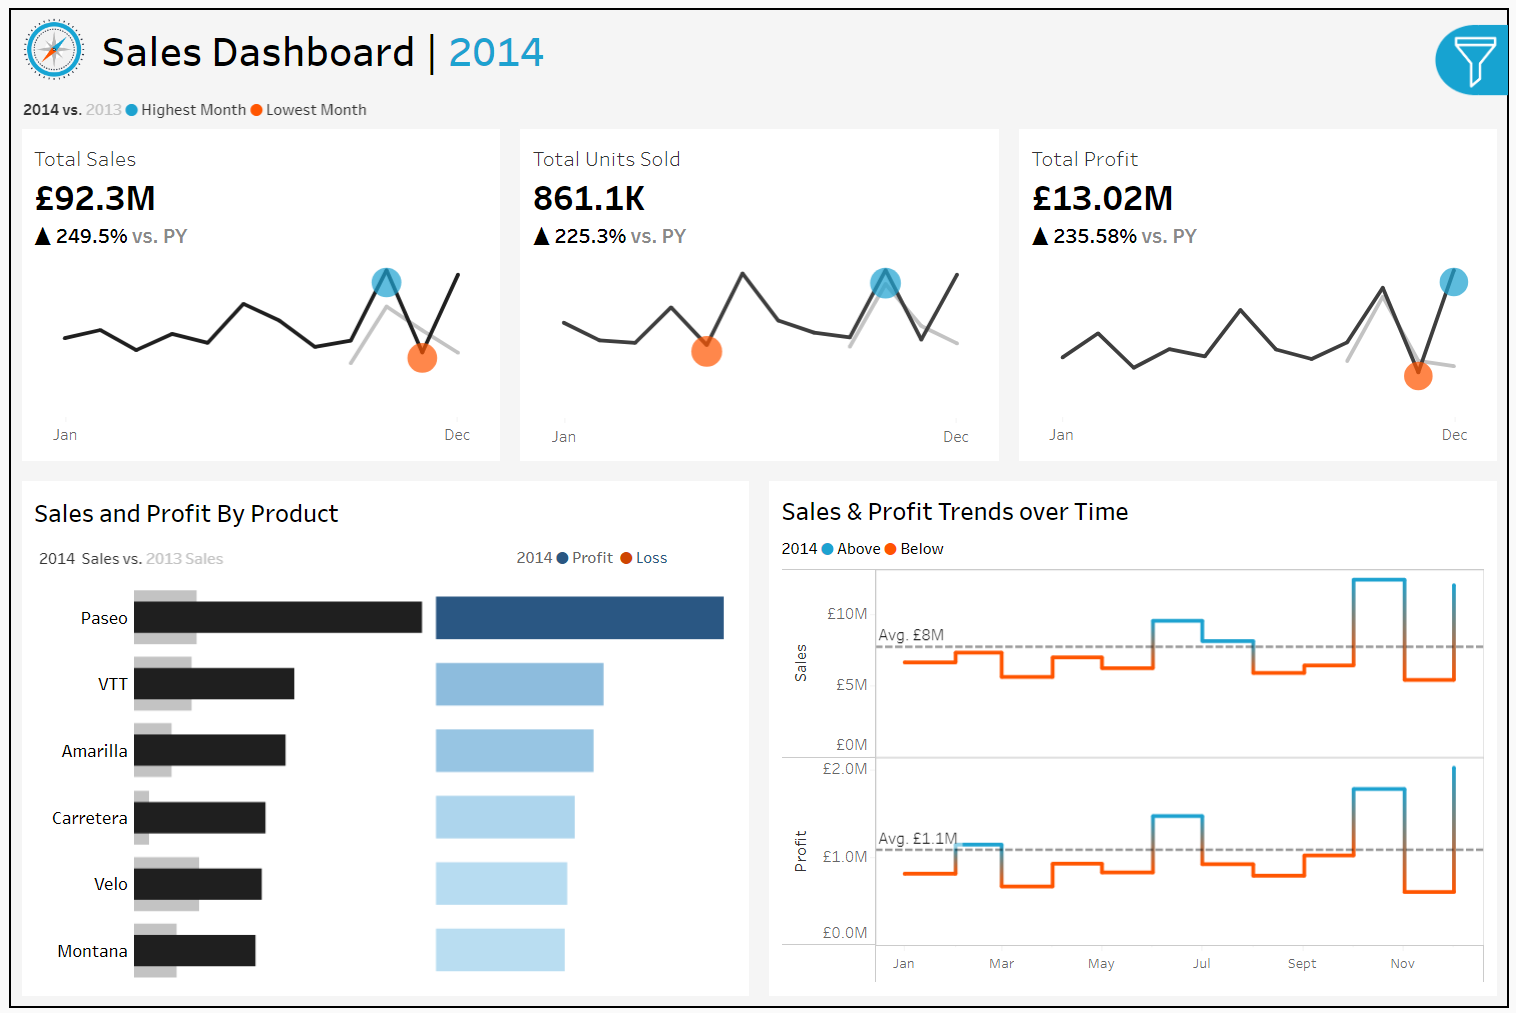 Sales Dashboard | 2014
2014 vs. 2013 Highest Month Lowest Month
Total Sales
£92.3M
▲ 249.5% vs. PY
Jan Dec
Total Units Sold
861.1K
▲ 225.3% vs. PY
Jan Dec
Total Profit
£13.02M
▲ 235.58% vs. PY
Jan Dec
Sales and Profit By Product
2014 Sales vs. 2013 Sales
2014 Profit Loss
Paseo
VTT
Amarilla
Carretera
Velo
Montana
Sales & Profit Trends over Time
2014 Above Below
Sales
£10M
Avg. £8M
£5M
£0M
Profit
£2.0M
Avg. £1.1M
£1.0M
£0.0M
Jan Mar May Jul Sept Nov